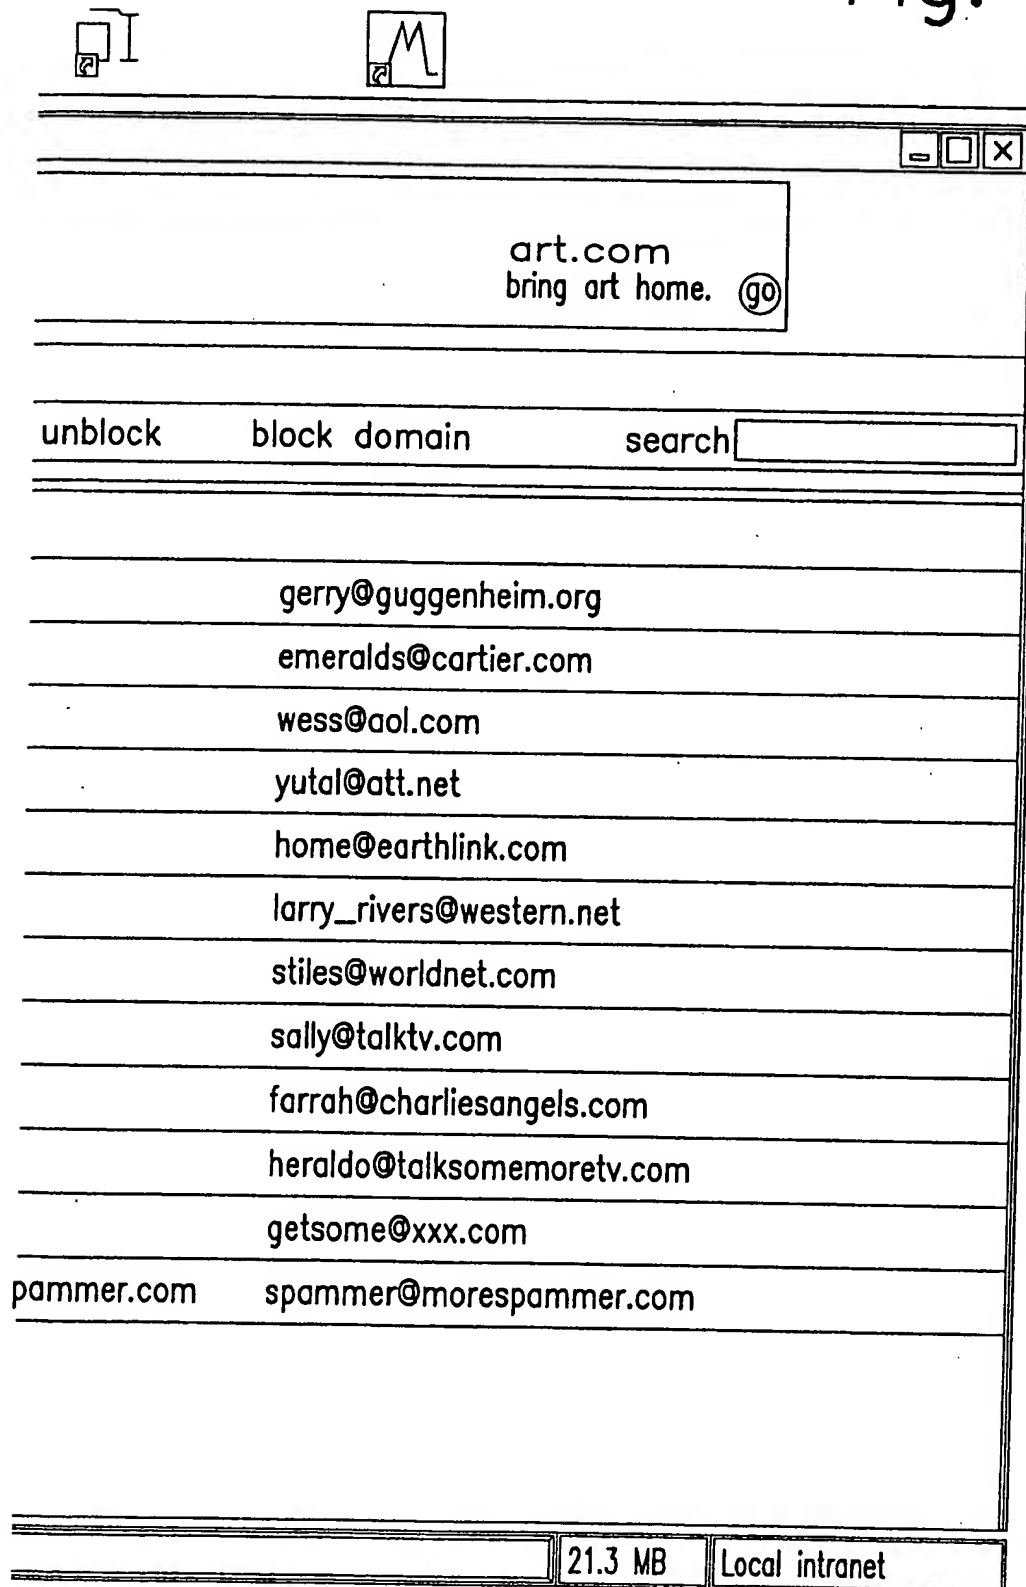 Fig.
M
art.com
bring art home. go
unblock block domain search
gerry@guggenheim.org
emeralds@cartier.com
wess@aol.com
yutal@att.net
home@earthlink.com
larry_rivers@western.net
stiles@worldnet.com
sally@talktv.com
farrah@charliesangels.com
heraldo@talksomemoretv.com
getsome@xxx.com
pammer.com spammer@morespammer.com
21.3 MB Local intranet